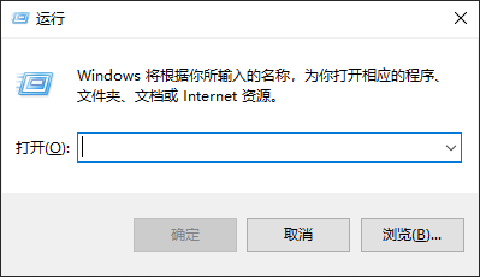 运行
Windows 将根据你所输入的名称，为你打开相应的程序、
文件夹、文档或 Internet 资源。
打开(O):
确定
取消
浏览(B)...